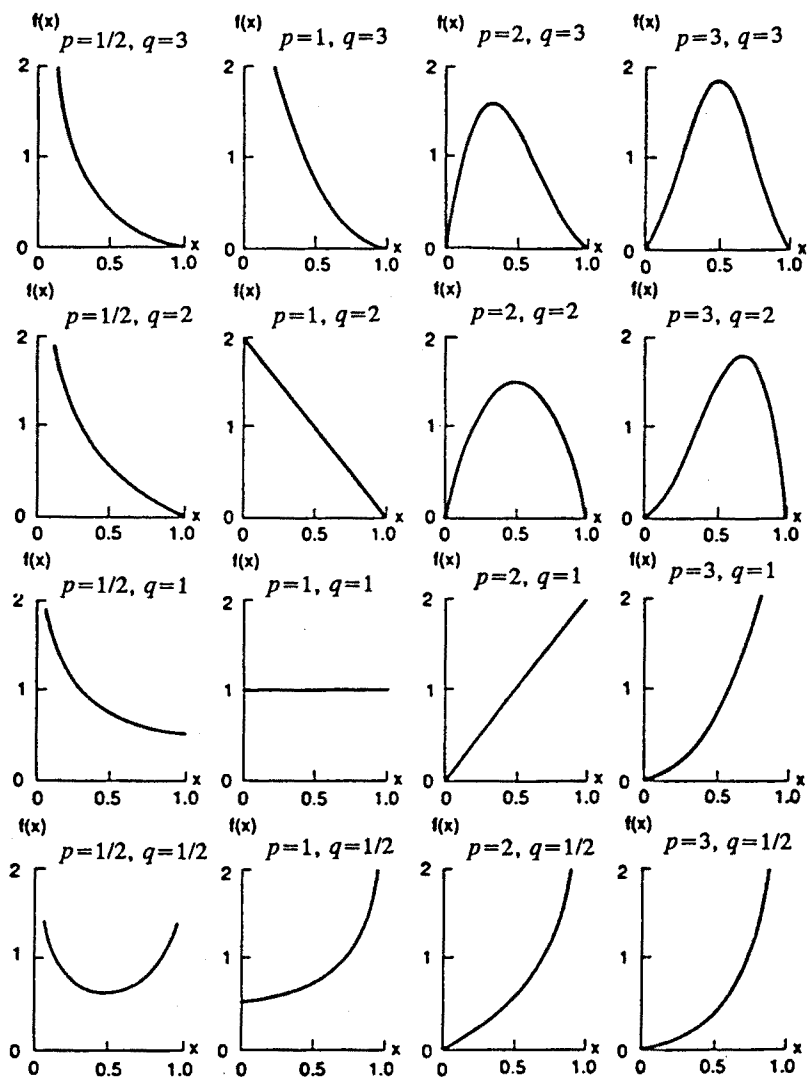 f(x) f(x) f(x) f(x)
p=1/2, q=3 p=1, q=3 p=2, q=3 p=3, q=3
2 2 2 2
1 1 1 1
0 x 0 x 0 x 0 x
0 0.5 1.0 0 0.5 1.0 0 0.5 1.0 0 0.5 1.0
f(x) f(x) f(x) f(x)
p=1/2, q=2 p=1, q=2 p=2, q=2 p=3, q=2
2 2 2 2
1 1 1 1
0 x 0 x 0 x 0 x
0 0.5 1.0 0 0.5 1.0 0 0.5 1.0 0 0.5 1.0
f(x) f(x) f(x) f(x)
p=1/2, q=1 p=1, q=1 p=2, q=1 p=3, q=1
2 2 2 2
1 1 1 1
0 x 0 x 0 x 0 x
0 0.5 1.0 0 0.5 1.0 0 0.5 1.0 0 0.5 1.0
f(x) f(x) f(x) f(x)
p=1/2, q=1/2 p=1, q=1/2 p=2, q=1/2 p=3, q=1/2
2 2 2 2
1 1 1 1
0 x 0 x 0 x 0 x
0 0.5 1.0 0 0.5 1.0 0 0.5 1.0 0 0.5 1.0